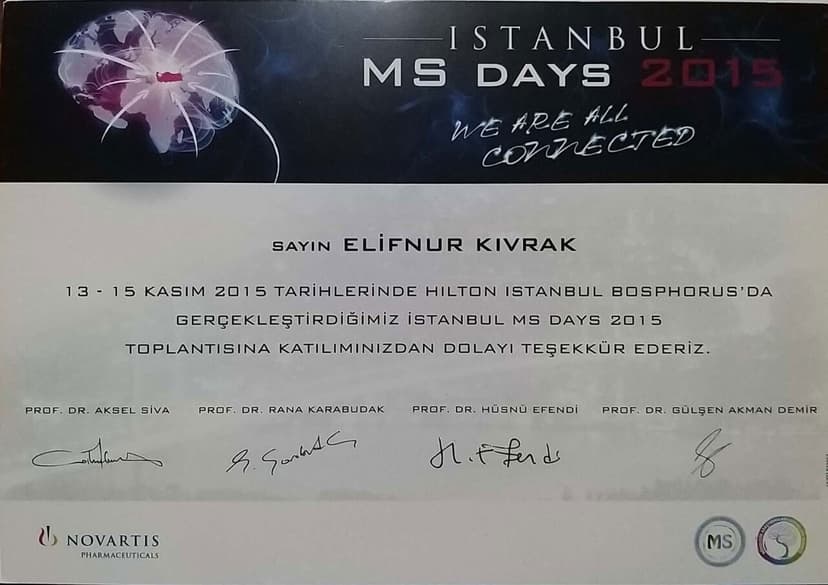 ISTANBUL
MS DAYS 2015
WE ARE ALL
CONNECTED
SAYIN ELİFNUR KIVRAK
13 - 15 KASIM 2015 TARİHLERİNDE HILTON ISTANBUL BOSPHORUS'DA
GERÇEKLEŞTİRDİĞİMİZ İSTANBUL MS DAYS 2015
TOPLANTISINA KATILIMINIZDAN DOLAYI TEŞEKKÜR EDERİZ.
PROF. DR. AKSEL SİVA PROF. DR. RANA KARABUDAK PROF. DR. HÜSNÜ EFENDİ PROF. DR. GÜLŞEN AKMAN DEMİR
NOVARTIS
PHARMACEUTICALS
MS